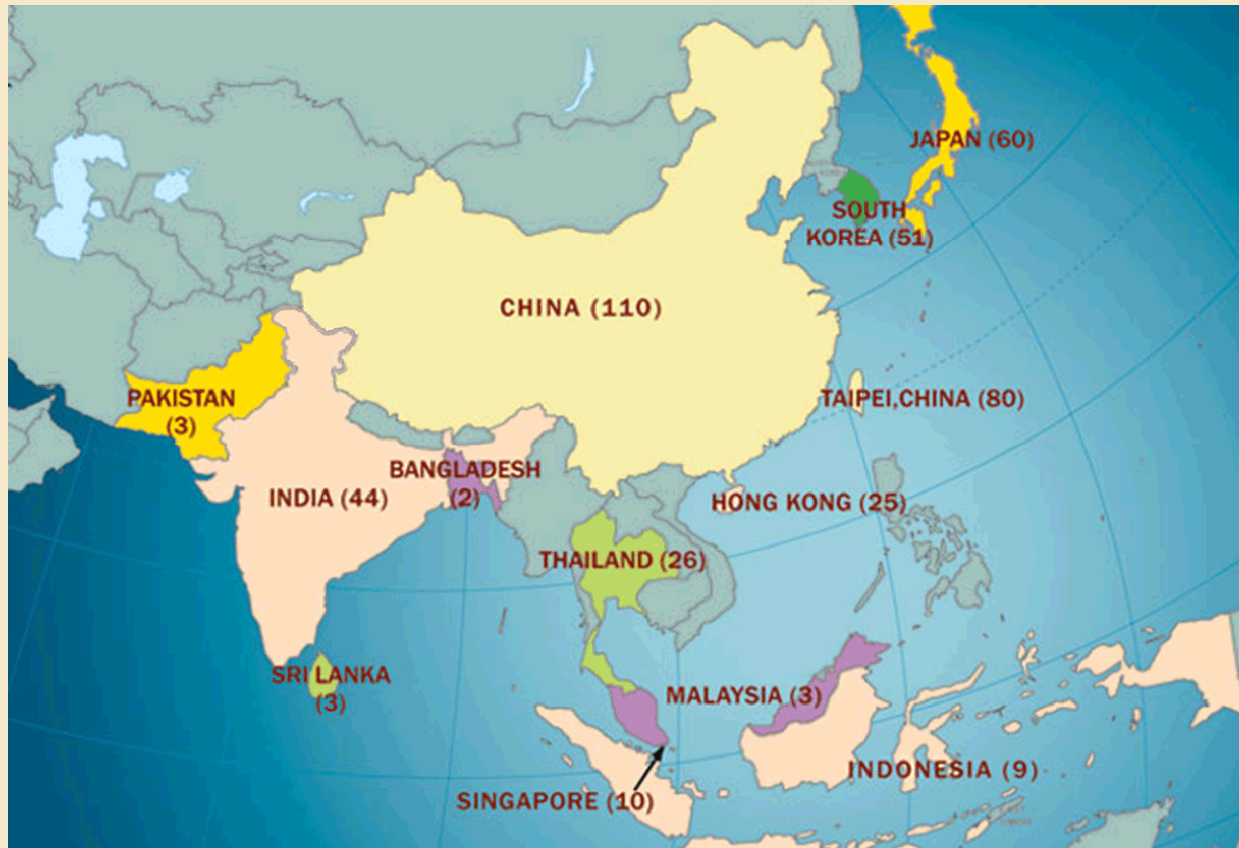 JAPAN (60)
SOUTH
KOREA (51)
CHINA (110)
PAKISTAN
(3)
TAIPEI,CHINA (80)
BANGLADESH
(2)
INDIA (44)
HONG KONG (25)
THAILAND (26)
SRI LANKA
(3)
MALAYSIA (3)
INDONESIA (9)
SINGAPORE (10)